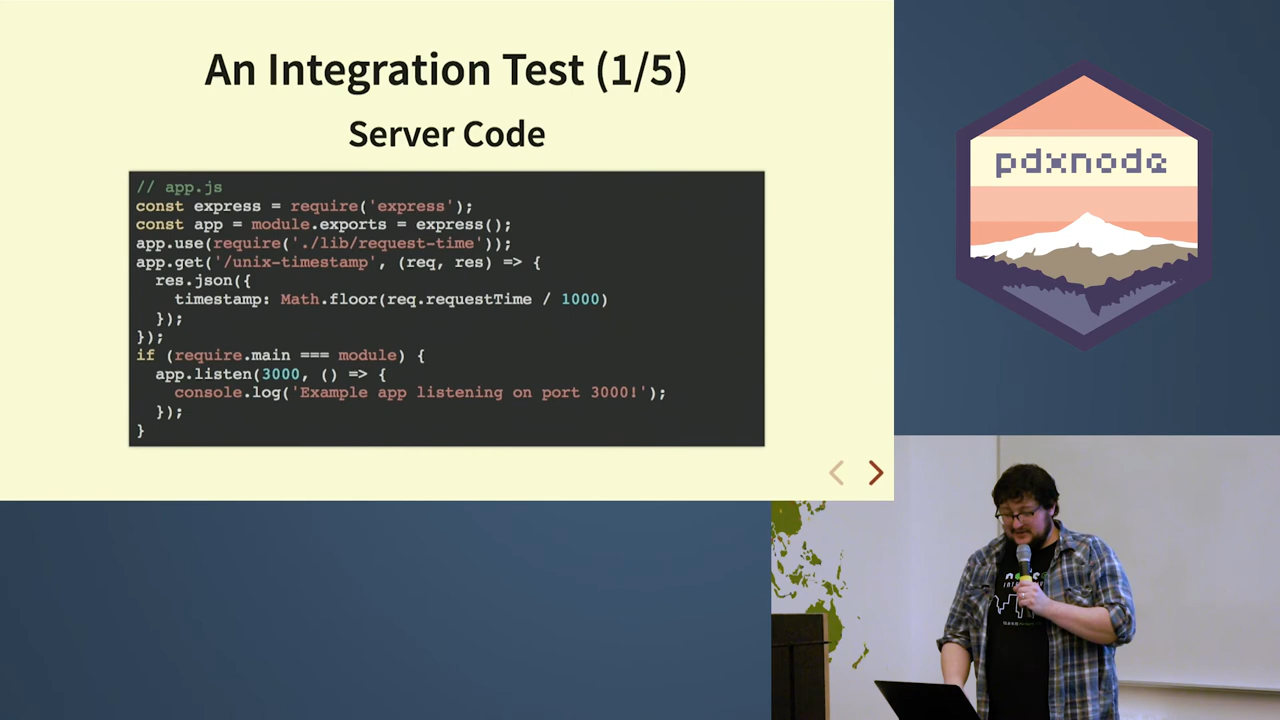 An Integration Test (1/5)
Server Code
// app.js
const express = require('express');
const app = module.exports = express();
app.use(require('./lib/request-time'));
app.get('/unix-timestamp', (req, res) => {
  res.json({
    timestamp: Math.floor(req.requestTime / 1000)
  });
});
if (require.main === module) {
  app.listen(3000, () => {
    console.log('Example app listening on port 3000!');
  });
}
pdxnode
node